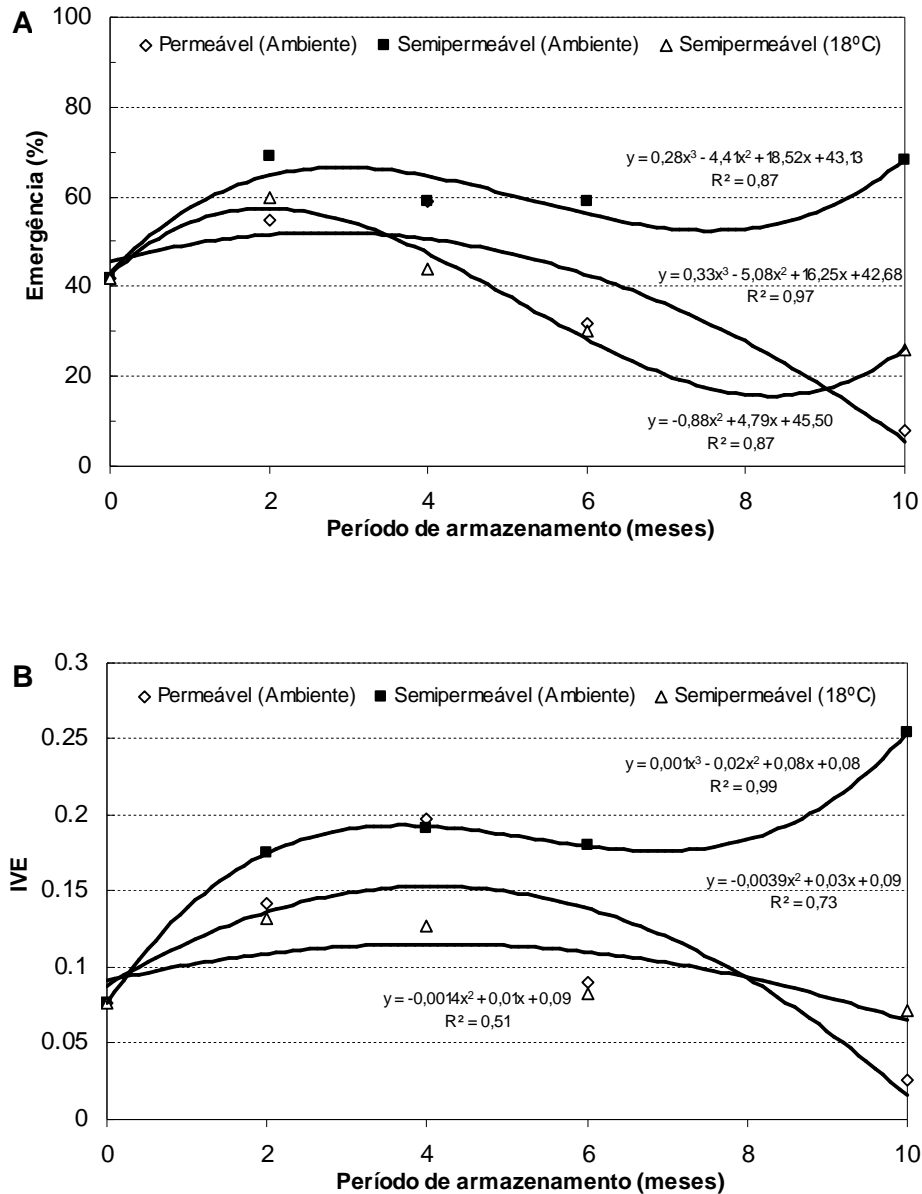 A
100
◇ Permeável (Ambiente) ■ Semipermeável (Ambiente) △ Semipermeável (18ºC)
80
y = 0,28x³ - 4,41x² + 18,52x + 43,13
R² = 0,87
60
Emergência (%)
y = 0,33x³ - 5,08x² + 16,25x + 42,68
R² = 0,97
40
20
y = -0,88x² + 4,79x + 45,50
R² = 0,87
0
0 2 4 6 8 10
Período de armazenamento (meses)
B
0.3
◇ Permeável (Ambiente) ■ Semipermeável (Ambiente) △ Semipermeável (18ºC)
0.25
y = 0,001x³ - 0,02x² + 0,08x + 0,08
R² = 0,99
0.2
IVE
0.15
y = -0,0039x² + 0,03x + 0,09
R² = 0,73
0.1
y = -0,0014x² + 0,01x + 0,09
R² = 0,51
0.05
0
0 2 4 6 8 10
Período de armazenamento (meses)